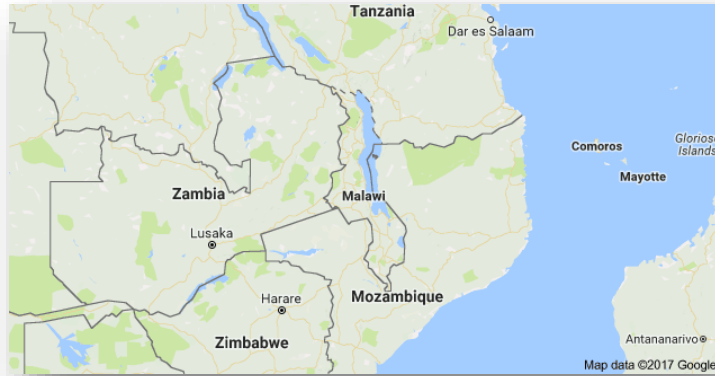 Tanzania
Dar es Salaam
Comoros
Glorioso
Islands
Mayotte
Zambia
Malawi
Lusaka
Mozambique
Harare
Zimbabwe
Antananarivo
Map data ©2017 Google